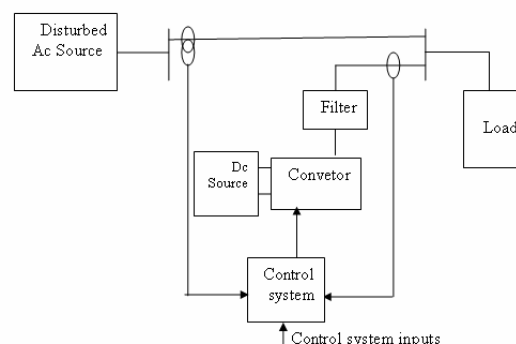 Disturbed
Ac Source
Filter
Load
Dc
Source
Convetor
Control
system
Control system inputs